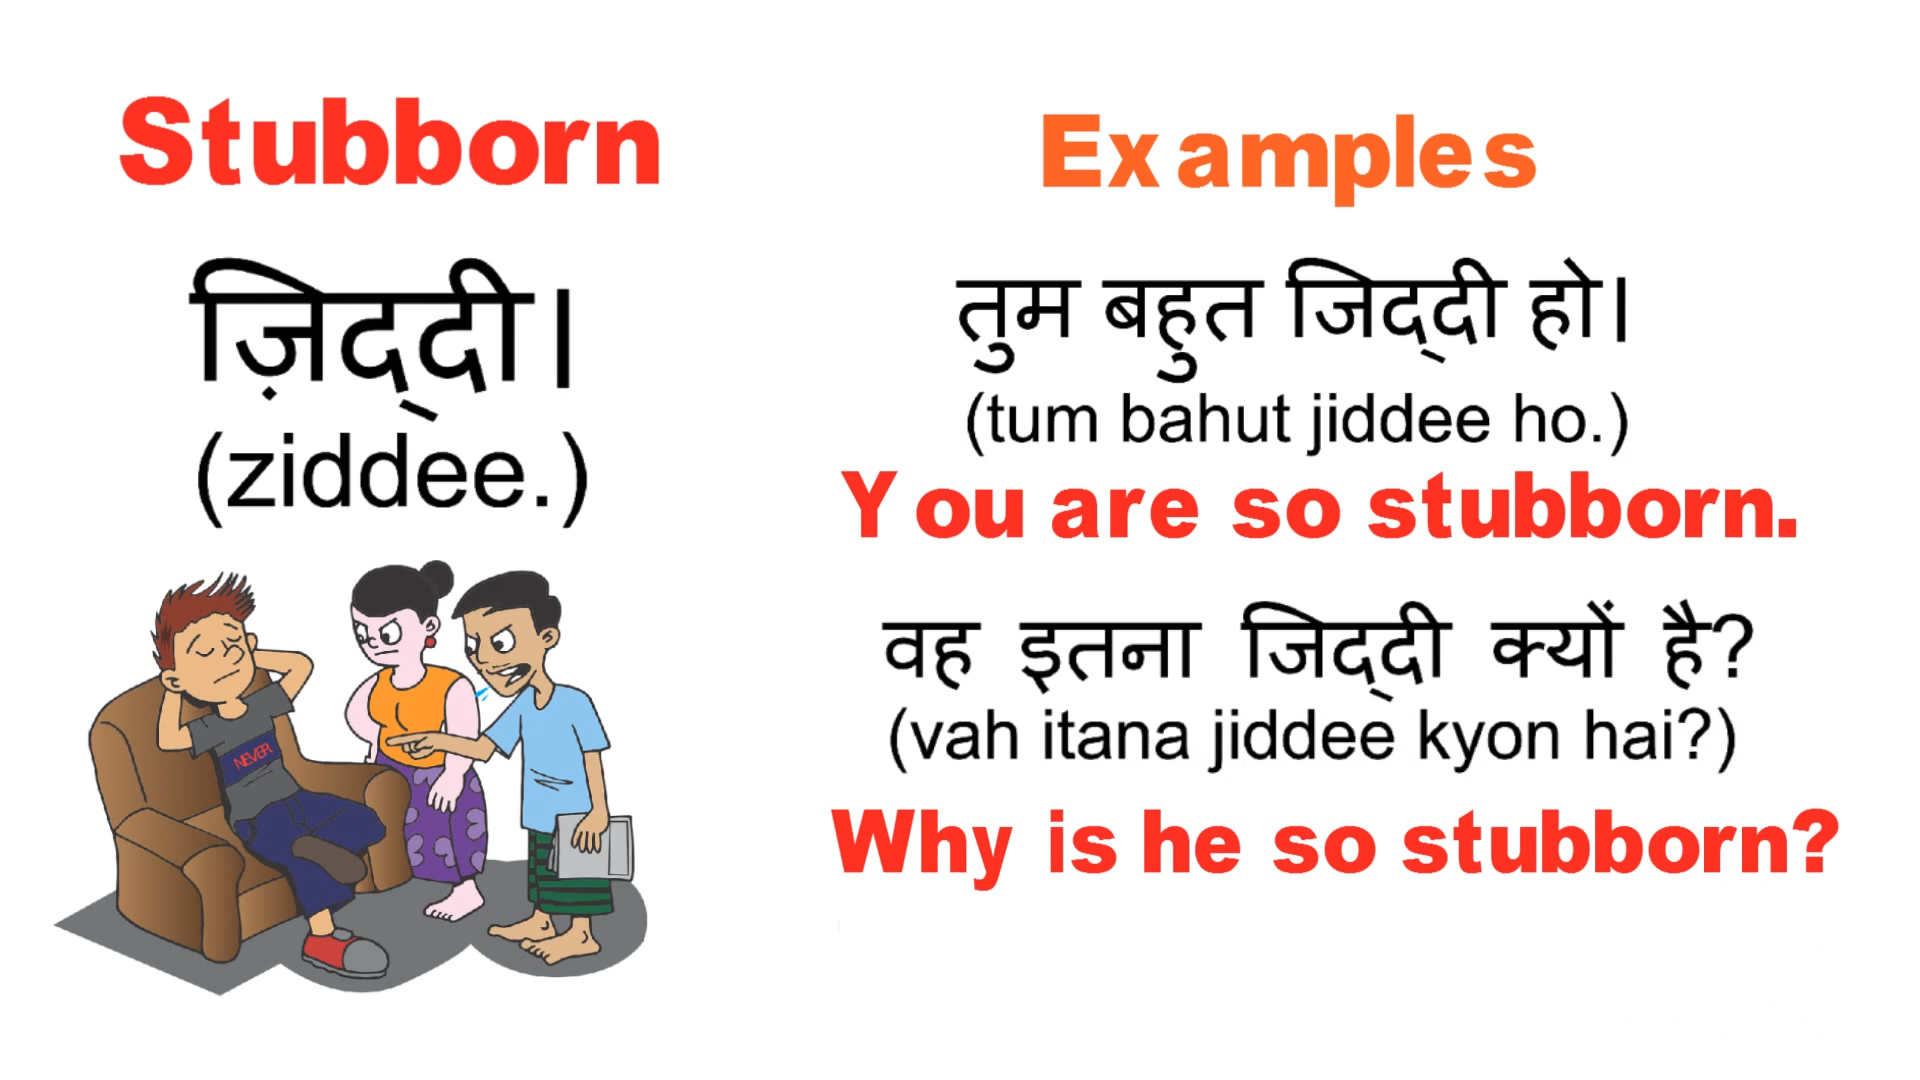 Stubborn
ज़िद्दी।
(ziddee.)
NEVER
Examples
तुम बहुत जिद्दी हो।
(tum bahut jiddee ho.)
You are so stubborn.
वह इतना जिद्दी क्यों है?
(vah itana jiddee kyon hai?)
Why is he so stubborn?